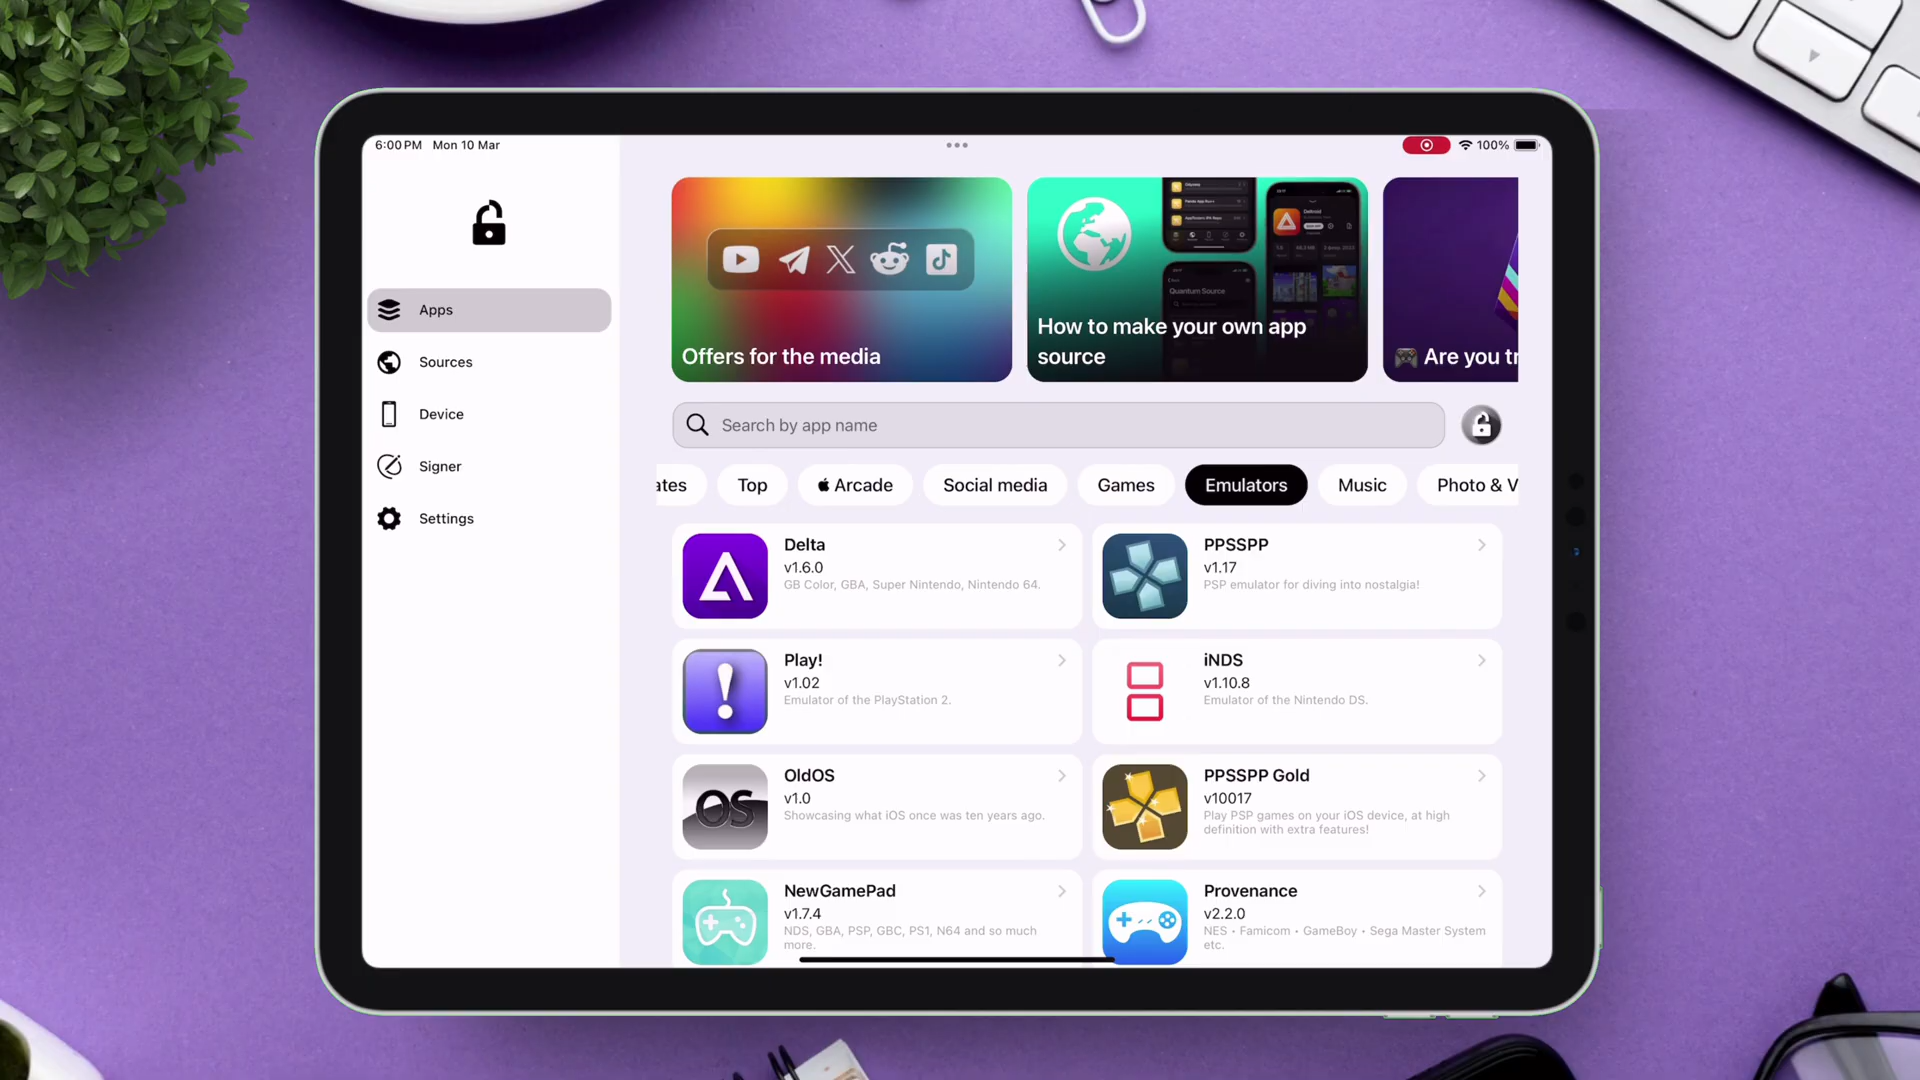 6:00 PM Mon 10 Mar
100%
Apps
Sources
Device
Signer
Settings
Offers for the media
Quantum Source
How to make your own app
source
🎮 Are you tr
Search by app name
ates
Top
Arcade
Social media
Games
Emulators
Music
Photo & V
Delta
v1.6.0
GB Color, GBA, Super Nintendo, Nintendo 64.
PPSSPP
v1.17
PSP emulator for diving into nostalgia!
Play!
v1.02
Emulator of the PlayStation 2.
iNDS
v1.10.8
Emulator of the Nintendo DS.
OS
OldOS
v1.0
Showcasing what iOS once was ten years ago.
PPSSPP Gold
v10017
Play PSP games on your iOS device, at high
definition with extra features!
NewGamePad
v1.7.4
NDS, GBA, PSP, GBC, PS1, N64 and so much
more.
Provenance
v2.2.0
NES • Famicom • GameBoy • Sega Master System
etc.